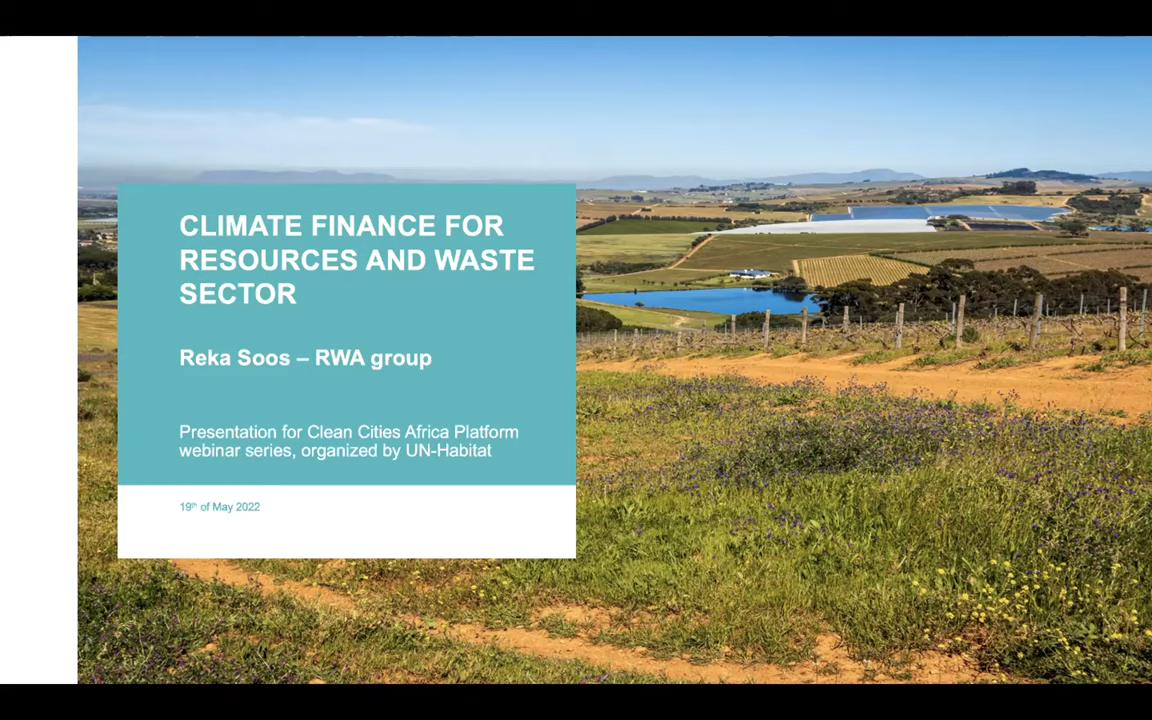 CLIMATE FINANCE FOR
RESOURCES AND WASTE
SECTOR
Reka Soos – RWA group
Presentation for Clean Cities Africa Platform
webinar series, organized by UN-Habitat
19th of May 2022